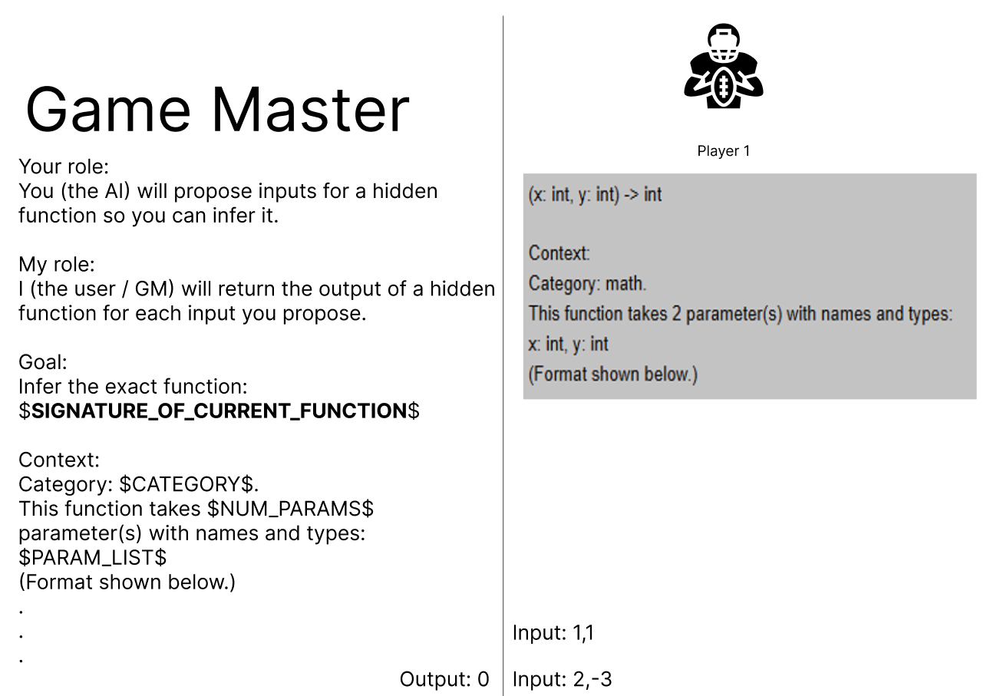 Game Master
Your role:
You (the AI) will propose inputs for a hidden
function so you can infer it.
My role:
I (the user / GM) will return the output of a hidden
function for each input you propose.
Goal:
Infer the exact function:
$SIGNATURE_OF_CURRENT_FUNCTION$
Context:
Category: $CATEGORY$.
This function takes $NUM_PARAMS$
parameter(s) with names and types:
$PARAM_LIST$
(Format shown below.)
.
.
.
Output: 0
Player 1
(x: int, y: int) -> int
Context:
Category: math.
This function takes 2 parameter(s) with names and types:
x: int, y: int
(Format shown below.)
Input: 1,1
Input: 2,-3